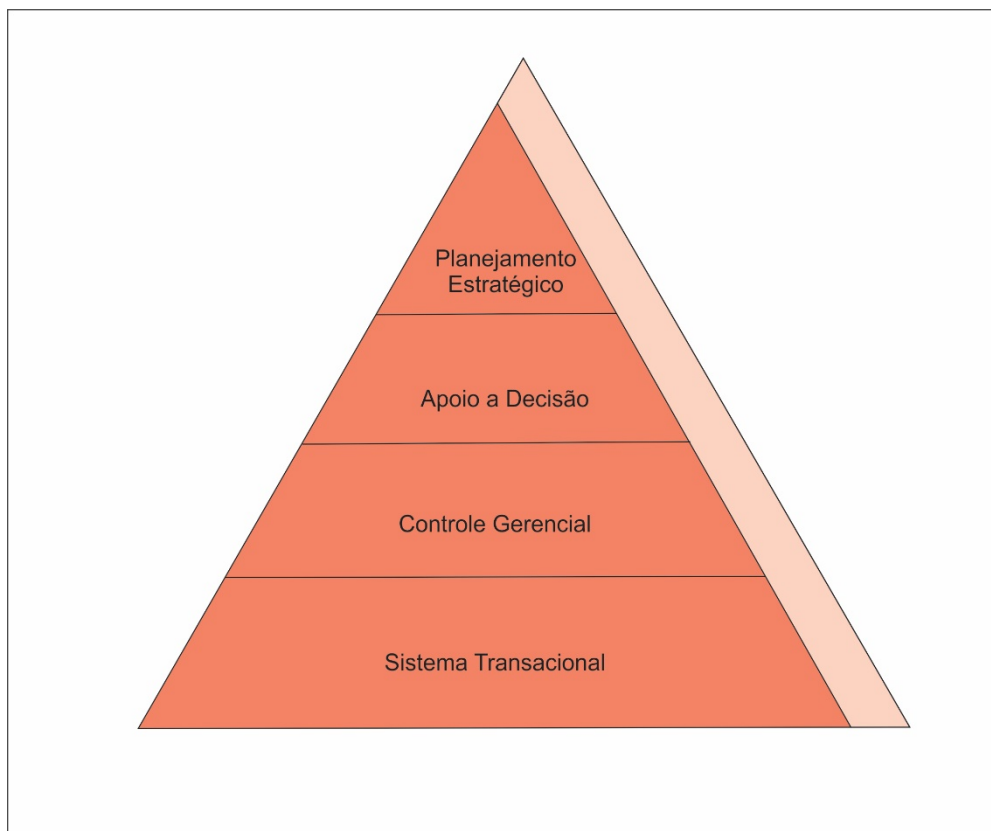 Planejamento
Estratégico
Apoio a Decisão
Controle Gerencial
Sistema Transacional